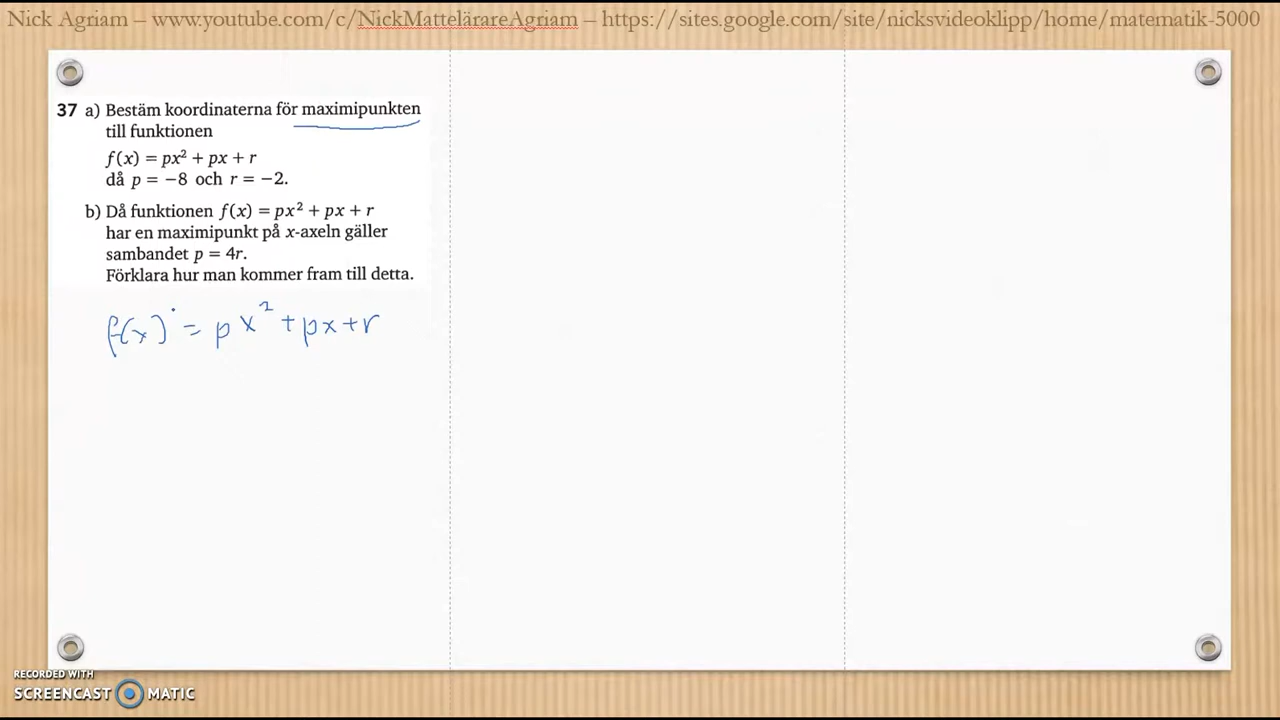 Nick Agriam – www.youtube.com/c/NickMattelärareAgriam – https://sites.google.com/site/nicksvideoklipp/home/matematik-5000
37 a) Bestäm koordinaterna för maximipunkten
till funktionen
f(x) = px² + px + r
då p = −8 och r = −2.
b) Då funktionen f(x) = px² + px + r
har en maximipunkt på x-axeln gäller
sambandet p = 4r.
Förklara hur man kommer fram till detta.
f(x) = px² + px + r
RECORDED WITH
SCREENCAST MATIC